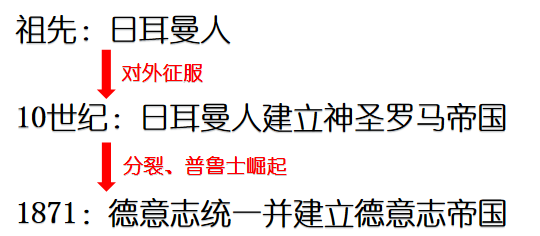 祖先：日耳曼人
对外征服
10世纪：日耳曼人建立神圣罗马帝国
分裂、普鲁士崛起
1871：德意志统一并建立德意志帝国